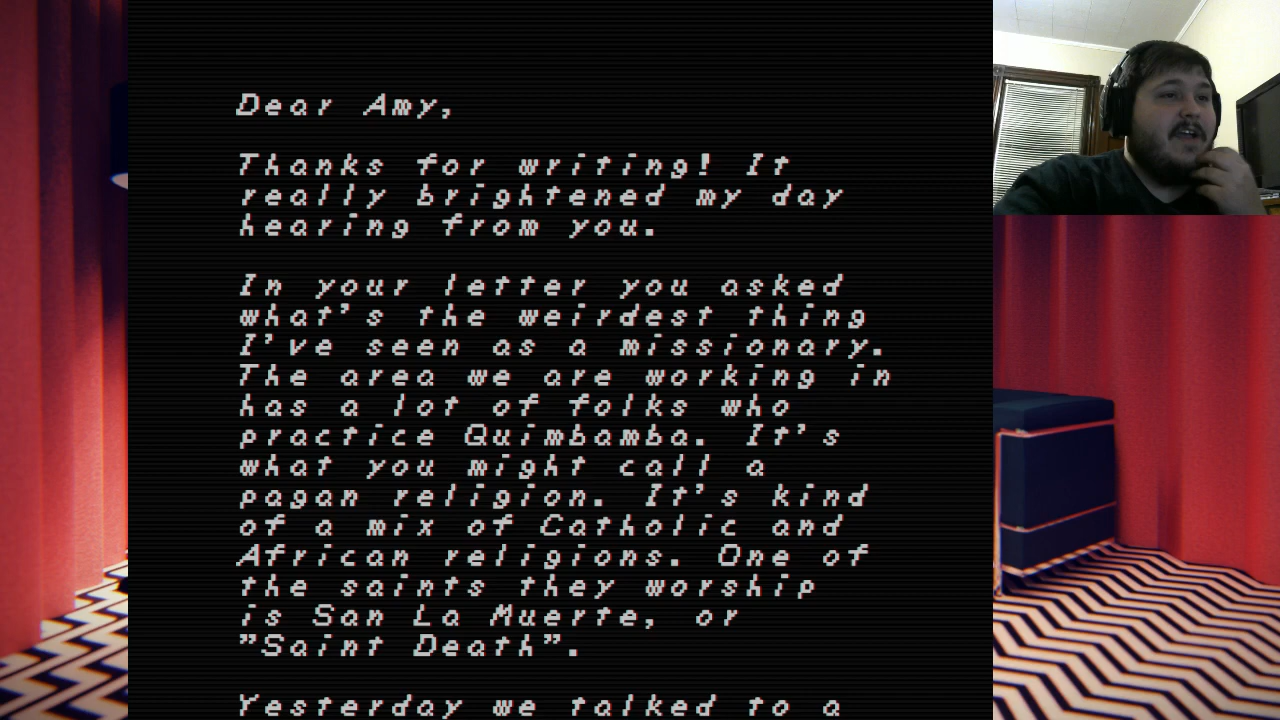 Dear Amy,
Thanks for writing! It
really brightened my day
hearing from you.
In your letter you asked
what's the weirdest thing
I've seen as a missionary.
The area we are working in
has a lot of folks who
practice Quimbamba. It's
what you might call a
pagan religion. It's kind
of a mix of Catholic and
African religions. One of
the saints they worship
is San La Muerte, or
"Saint Death".
Yesterday we talked to a